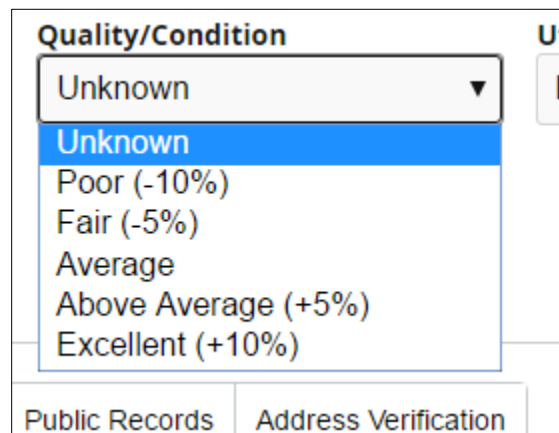 Quality/Condition
Unknown
Unknown
Poor (-10%)
Fair (-5%)
Average
Above Average (+5%)
Excellent (+10%)
Public Records
Address Verification